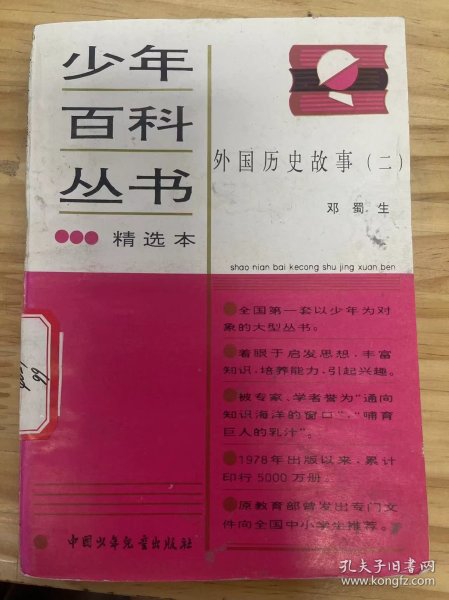 少年
百科
丛书
精选本
外国历史故事（二）
邓蜀生
shao nian bai kecong shu jing xuan ben
全国第一套以少年为对
象的大型丛书。
着眼于启发思想，丰富
知识，培养能力，引起兴趣。
被专家、学者誉为“通向
知识海洋的窗口”，“哺育
巨人的乳汁”。
1978年出版以来，累计
印行5000万册。
原教育部曾发出专门文
件向全国中小学生推荐。
中国少年儿童出版社
孔夫子旧书网
kongfz.com